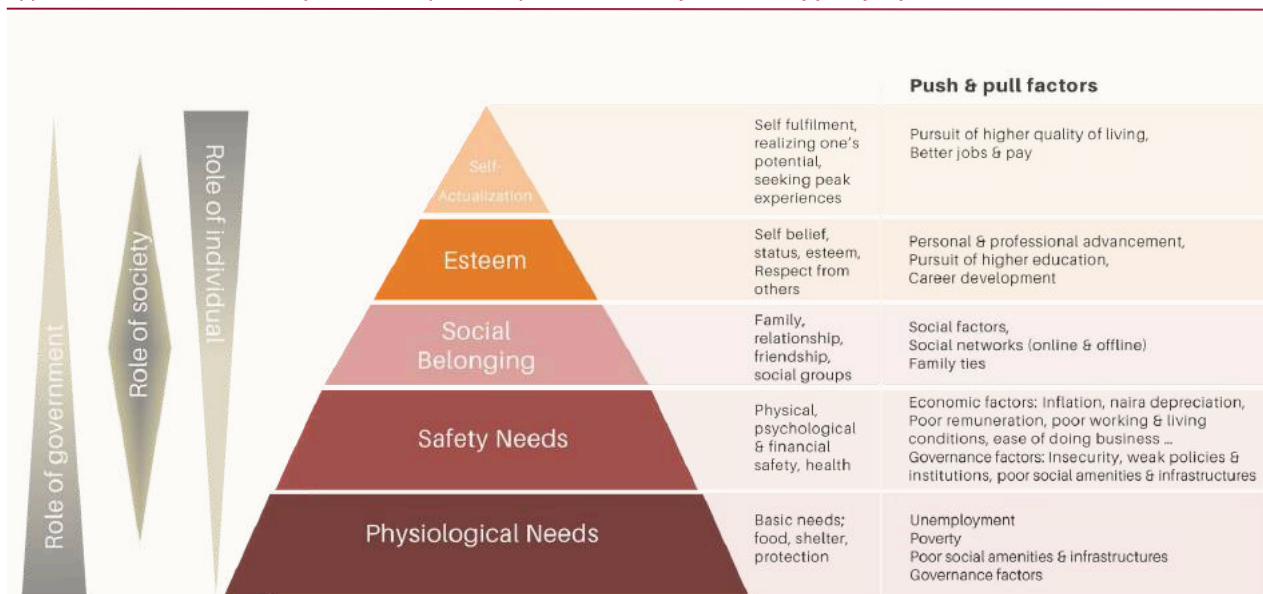 Push & pull factors
Role of government
Role of society
Role of individual
Self-
Actualization
Self fulfilment,
realizing one's
potential,
seeking peak
experiences
Pursuit of higher quality of living,
Better jobs & pay
Esteem
Self belief,
status, esteem,
Respect from
others
Personal & professional advancement,
Pursuit of higher education,
Career development
Social
Belonging
Family,
relationship,
friendship,
social groups
Social factors,
Social networks (online & offline)
Family ties
Safety Needs
Physical,
psychological
& financial
safety, health
Economic factors: Inflation, naira depreciation,
Poor remuneration, poor working & living
conditions, ease of doing business ...
Governance factors: Insecurity, weak policies &
institutions, poor social amenities & infrastructures
Physiological Needs
Basic needs;
food, shelter,
protection
Unemployment
Poverty
Poor social amenities & infrastructures
Governance factors